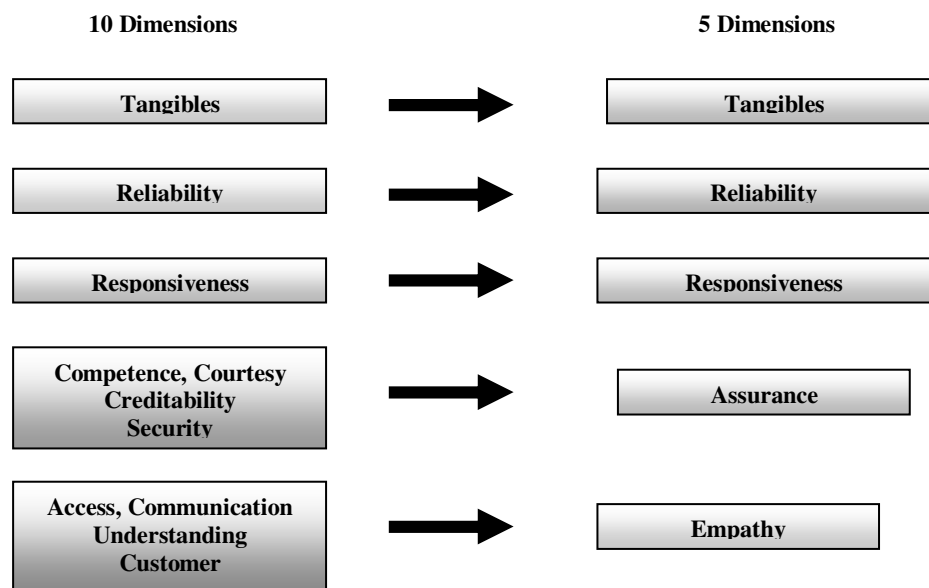 10 Dimensions
5 Dimensions
Tangibles
Tangibles
Reliability
Reliability
Responsiveness
Responsiveness
Competence, Courtesy
Creditability
Security
Assurance
Access, Communication
Understanding
Customer
Empathy